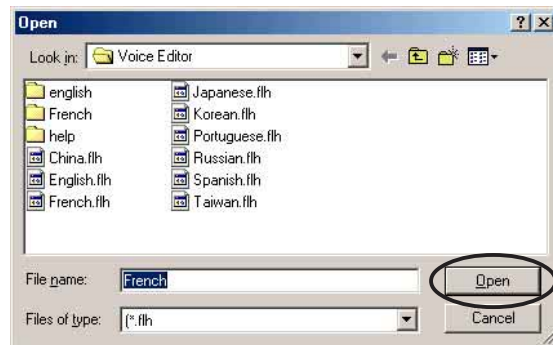 Open
Look in: Voice Editor
english
French
help
China.flh
English.flh
French.flh
Japanese.flh
Korean.flh
Portuguese.flh
Russian.flh
Spanish.flh
Taiwan.flh
File name: French Open
Files of type: (*.flh Cancel